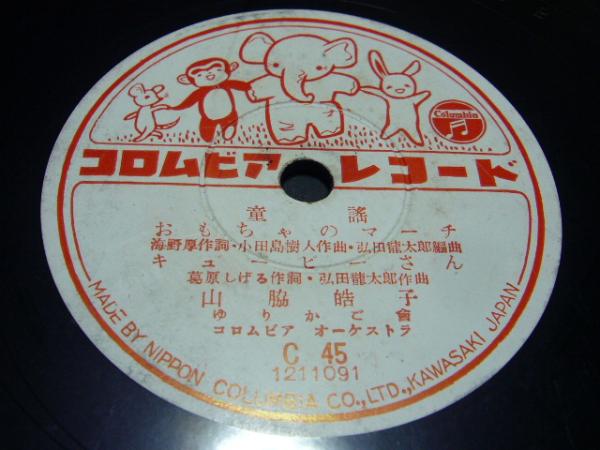 Columbia
コロムビア レコード
童謠
おもちゃのマーチ
海野厚作詞・小田島樹人作曲・弘田龍太郎編曲
キューピーさん
葛原しげる作詞・弘田龍太郎作曲
山脇皓子
ゆりかご會
コロムビア オーケストラ
C 45
1211091
MADE BY NIPPON COLUMBIA CO., LTD., KAWASAKI JAPAN